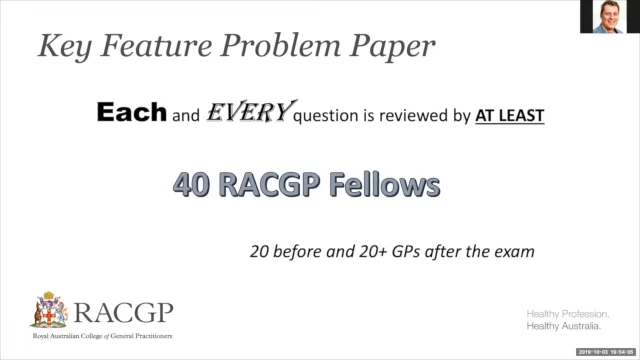 Key Feature Problem Paper
Each and EVERY question is reviewed by AT LEAST
40 RACGP Fellows
20 before and 20+ GPs after the exam
RACGP
Royal Australian College of General Practitioners
Healthy Profession.
Healthy Australia.
2019-10-03 19:54:05